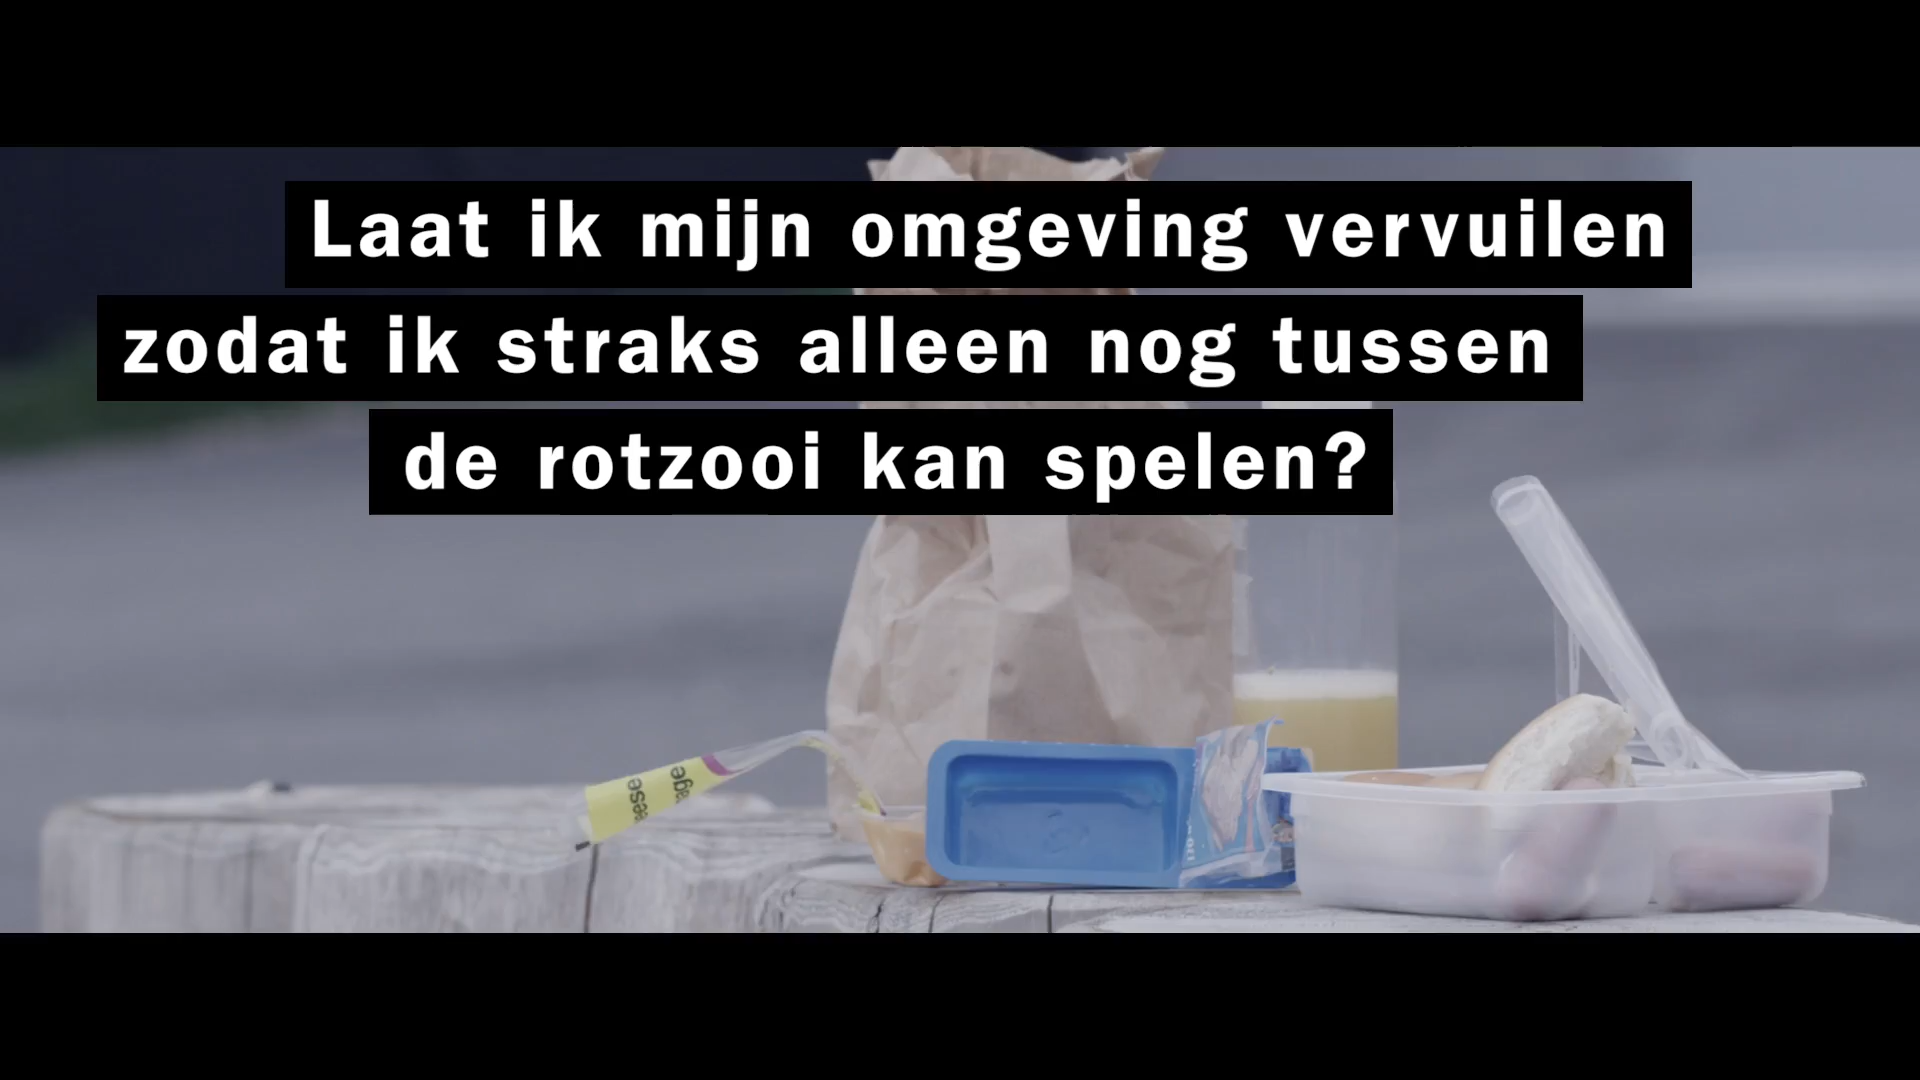 Laat ik mijn omgeving vervuilen
zodat ik straks alleen nog tussen
de rotzooi kan spelen?